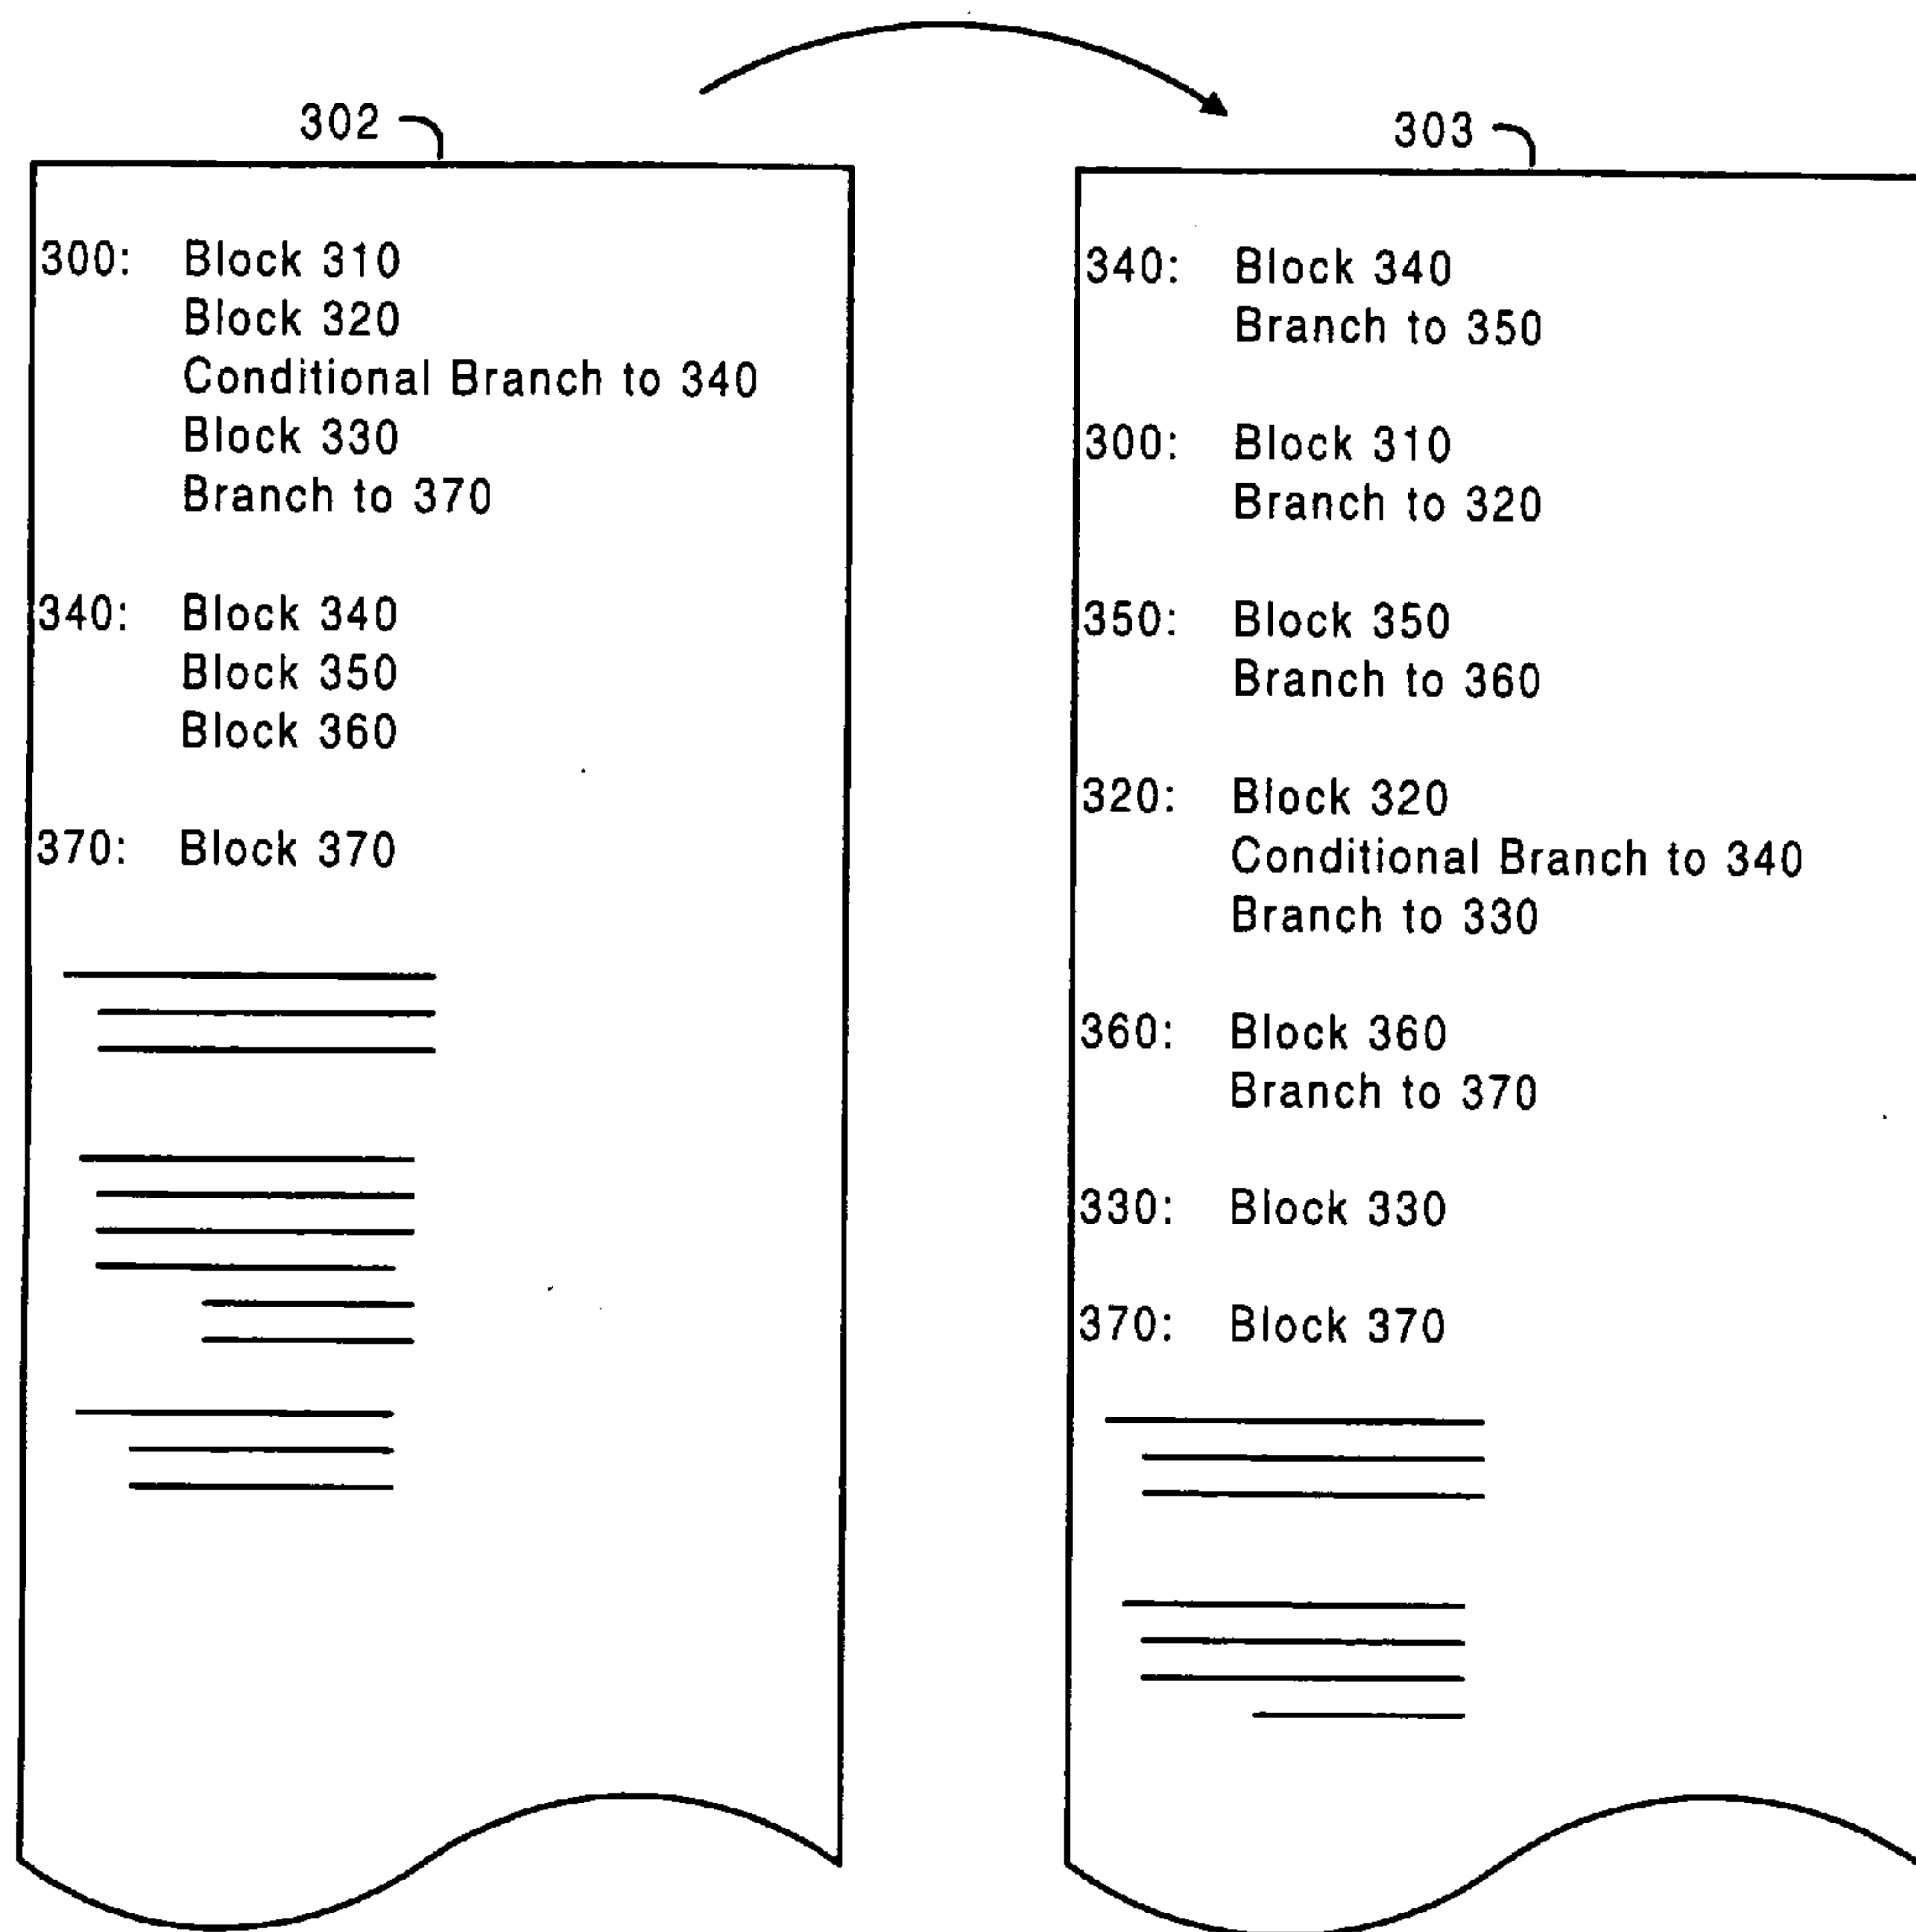 302
300: Block 310
Block 320
Conditional Branch to 340
Block 330
Branch to 370
340: Block 340
Block 350
Block 360
370: Block 370
303
340: Block 340
Branch to 350
300: Block 310
Branch to 320
350: Block 350
Branch to 360
320: Block 320
Conditional Branch to 340
Branch to 330
360: Block 360
Branch to 370
330: Block 330
370: Block 370